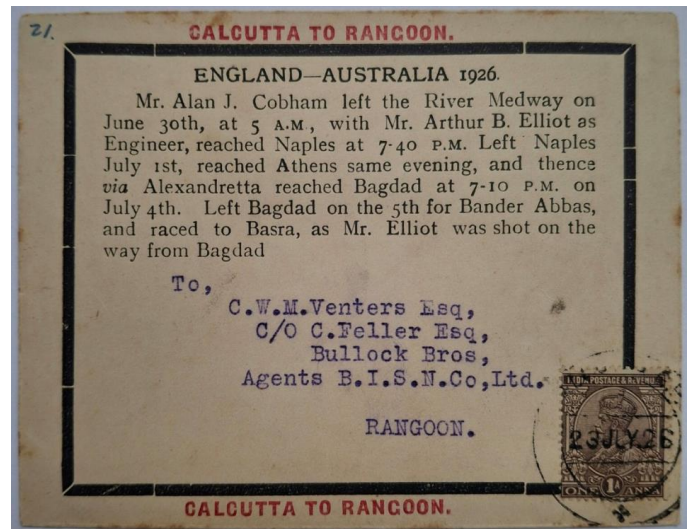 21.
CALCUTTA TO RANGOON.
ENGLAND—AUSTRALIA 1926.
Mr. Alan J. Cobham left the River Medway on
June 30th, at 5 A.M., with Mr. Arthur B. Elliot as
Engineer, reached Naples at 7-40 P.M. Left Naples
July 1st, reached Athens same evening, and thence
via Alexandretta reached Bagdad at 7-10 P.M. on
July 4th. Left Bagdad on the 5th for Bander Abbas,
and raced to Basra, as Mr. Elliot was shot on the
way from Bagdad
To,
C.W.M.Venters Esq,
C/O C.Feller Esq,
Bullock Bros,
Agents B.I.S.N.Co,Ltd.
RANGOON.
INDIA POSTAGE & REVENUE
23 JLY. 26
ONE 1A ANNA
CALCUTTA TO RANGOON.